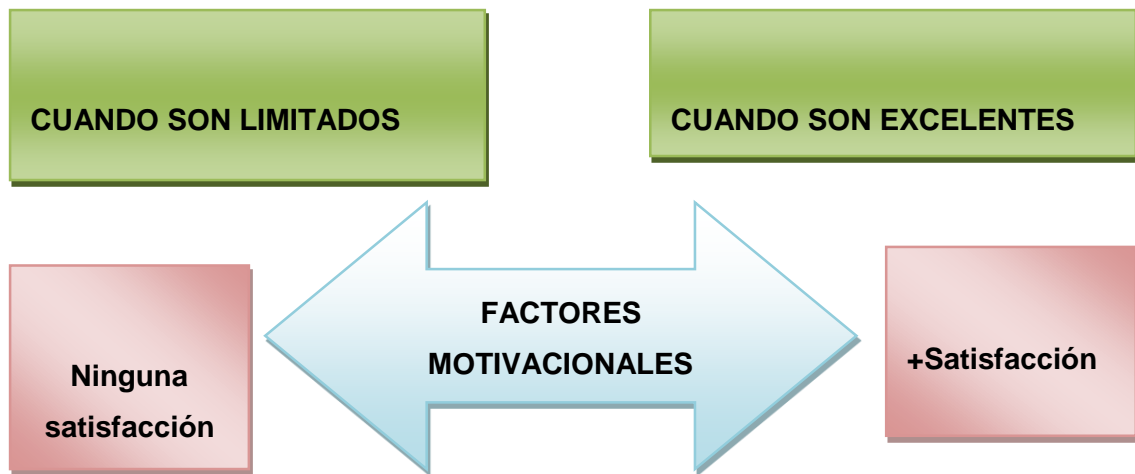 CUANDO SON LIMITADOS
CUANDO SON EXCELENTES
Ninguna
satisfacción
FACTORES
MOTIVACIONALES
+Satisfacción